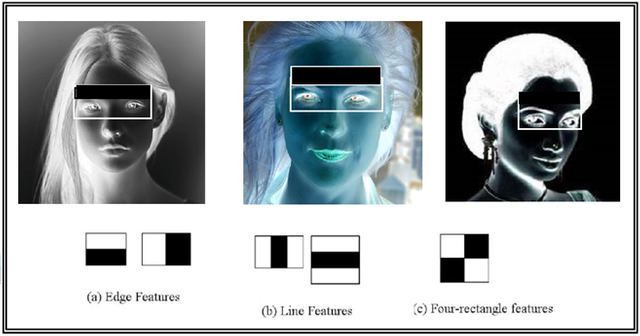 (a) Edge Features
(b) Line Features
(c) Four-rectangle features